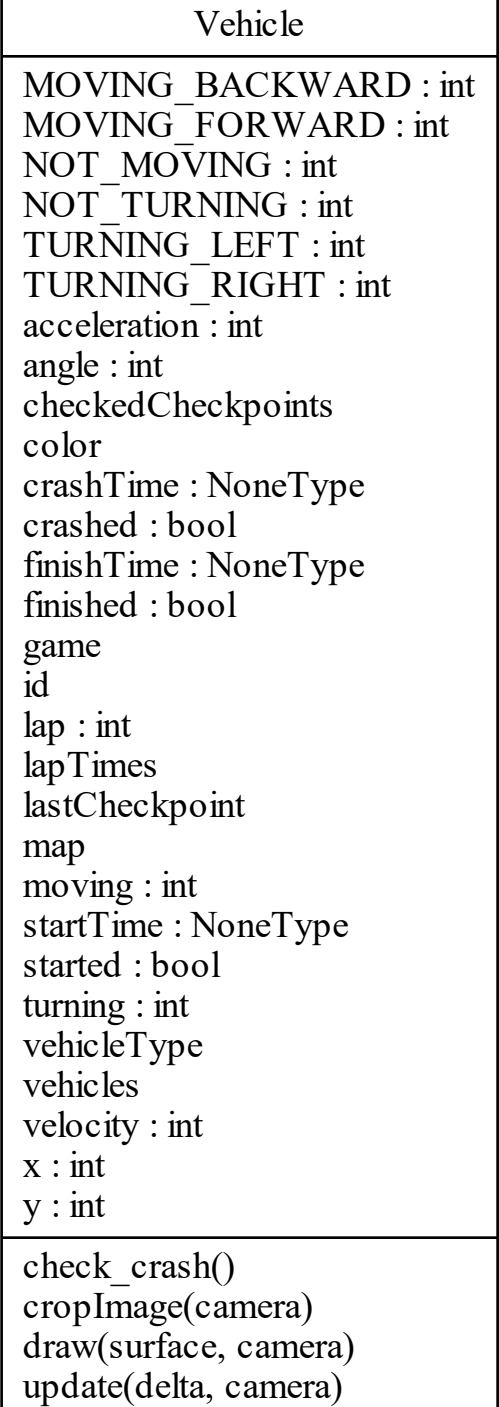 Vehicle
MOVING_BACKWARD : int
MOVING_FORWARD : int
NOT_MOVING : int
NOT_TURNING : int
TURNING_LEFT : int
TURNING_RIGHT : int
acceleration : int
angle : int
checkedCheckpoints
color
crashTime : NoneType
crashed : bool
finishTime : NoneType
finished : bool
game
id
lap : int
lapTimes
lastCheckpoint
map
moving : int
startTime : NoneType
started : bool
turning : int
vehicleType
vehicles
velocity : int
x : int
y : int
check_crash()
cropImage(camera)
draw(surface, camera)
update(delta, camera)